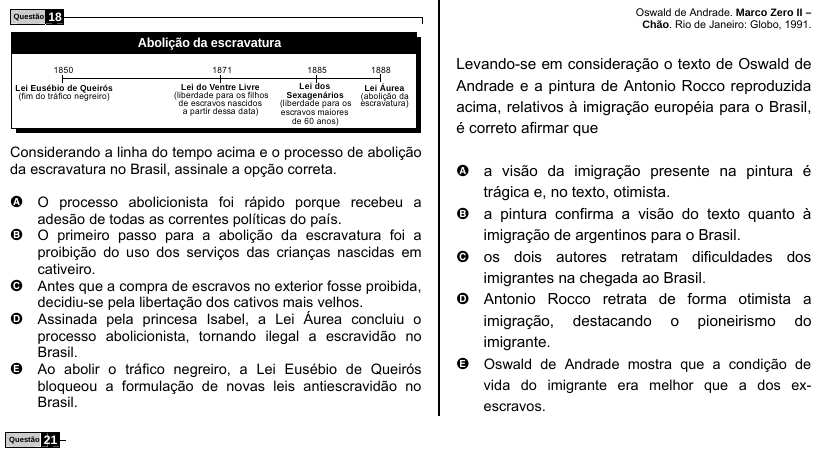 Questão 18
Abolição da escravatura
1850 1871 1885 1888
Lei Eusébio de Queirós
(fim do tráfico negreiro)
Lei do Ventre Livre
(liberdade para os filhos
de escravos nascidos
a partir dessa data)
Lei dos
Sexagenários
(liberdade para os
escravos maiores
de 60 anos)
Lei Áurea
(abolição da
escravatura)
Considerando a linha do tempo acima e o processo de abolição
da escravatura no Brasil, assinale a opção correta.
A O processo abolicionista foi rápido porque recebeu a
adesão de todas as correntes políticas do país.
B O primeiro passo para a abolição da escravatura foi a
proibição do uso dos serviços das crianças nascidas em
cativeiro.
C Antes que a compra de escravos no exterior fosse proibida,
decidiu-se pela libertação dos cativos mais velhos.
D Assinada pela princesa Isabel, a Lei Áurea concluiu o
processo abolicionista, tornando ilegal a escravidão no
Brasil.
E Ao abolir o tráfico negreiro, a Lei Eusébio de Queirós
bloqueou a formulação de novas leis antiescravidão no
Brasil.
Questão 21
Oswald de Andrade. Marco Zero II –
Chão. Rio de Janeiro: Globo, 1991.
Levando-se em consideração o texto de Oswald de
Andrade e a pintura de Antonio Rocco reproduzida
acima, relativos à imigração européia para o Brasil,
é correto afirmar que
A a visão da imigração presente na pintura é
trágica e, no texto, otimista.
B a pintura confirma a visão do texto quanto à
imigração de argentinos para o Brasil.
C os dois autores retratam dificuldades dos
imigrantes na chegada ao Brasil.
D Antonio Rocco retrata de forma otimista a
imigração, destacando o pioneirismo do
imigrante.
E Oswald de Andrade mostra que a condição de
vida do imigrante era melhor que a dos ex-
escravos.